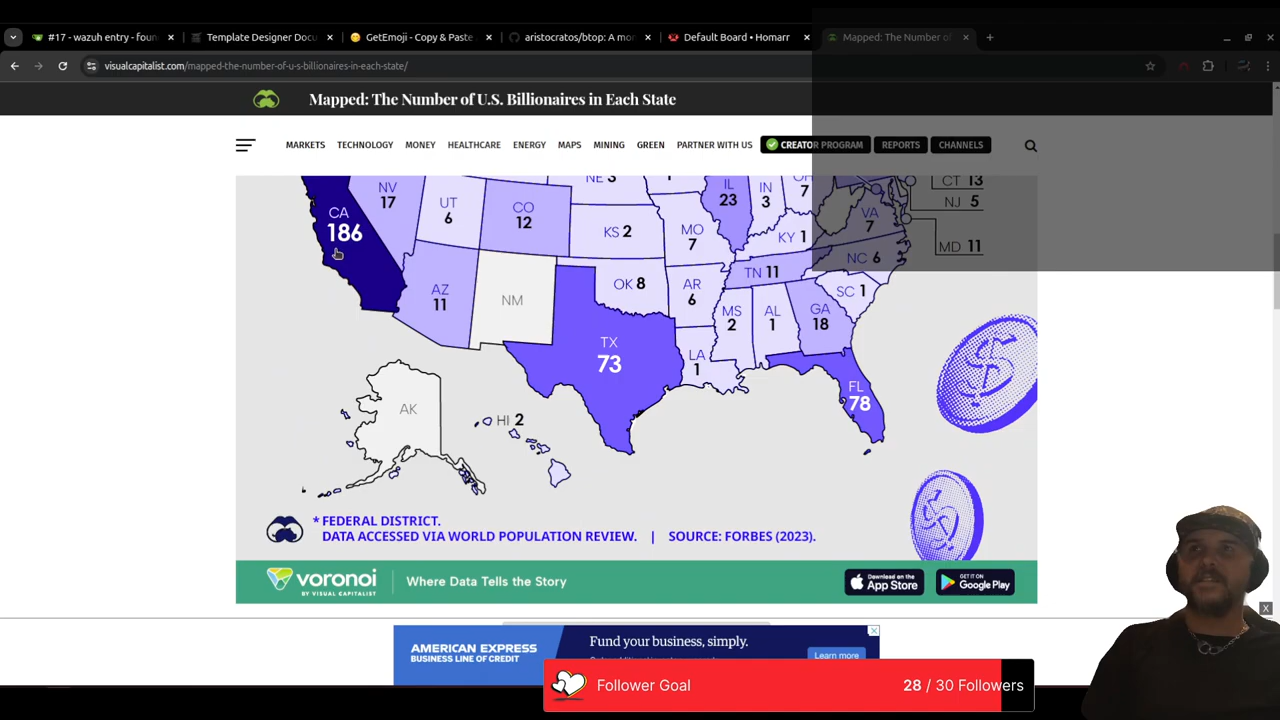 #17 - wazuh entry - foun
Template Designer Docu
GetEmoji - Copy & Paste
aristocratos/btop: A mo
Default Board • Homarr
Mapped: The Number of
visualcapitalist.com/mapped-the-number-of-u-s-billionaires-in-each-state/
Mapped: The Number of U.S. Billionaires in Each State
MARKETS TECHNOLOGY MONEY HEALTHCARE ENERGY MAPS MINING GREEN PARTNER WITH US CREATOR PROGRAM REPORTS CHANNELS
CA
186
NV
17
UT
6
CO
12
AZ
11
NM
NE 3
KS 2
OK 8
TX
73
1
MO
7
AR
6
LA
1
IL
23
IN
3
OH
7
KY 1
TN 11
MS
2
AL
1
GA
18
FL
78
SC 1
NC 6
VA
7
CT 13
NJ 5
MD 11
AK
HI 2
* FEDERAL DISTRICT.
DATA ACCESSED VIA WORLD POPULATION REVIEW. | SOURCE: FORBES (2023).
voronoi
BY VISUAL CAPITALIST
Where Data Tells the Story
Download on the
App Store
GET IT ON
Google Play
AMERICAN EXPRESS
BUSINESS LINE OF CREDIT
Fund your business, simply.
Learn more
X
Follower Goal
28 / 30 Followers